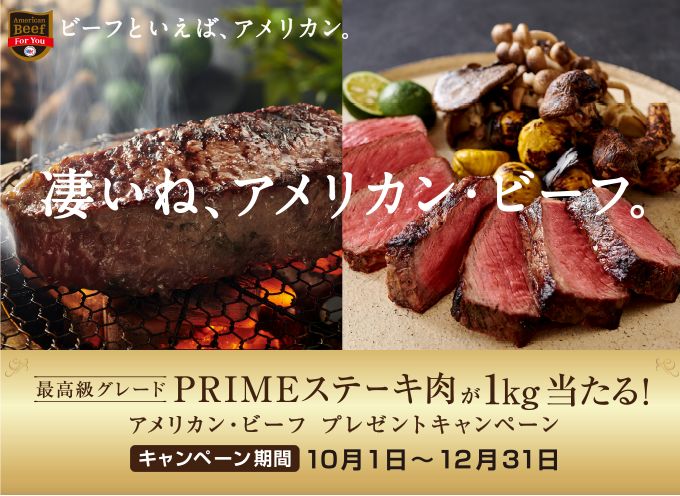 American
Beef
For You
ビーフといえば、アメリカン。
凄いね、アメリカン・ビーフ。
最高級グレード PRIMEステーキ肉が1kg当たる!
アメリカン・ビーフ プレゼントキャンペーン
キャンペーン期間 10月1日〜12月31日